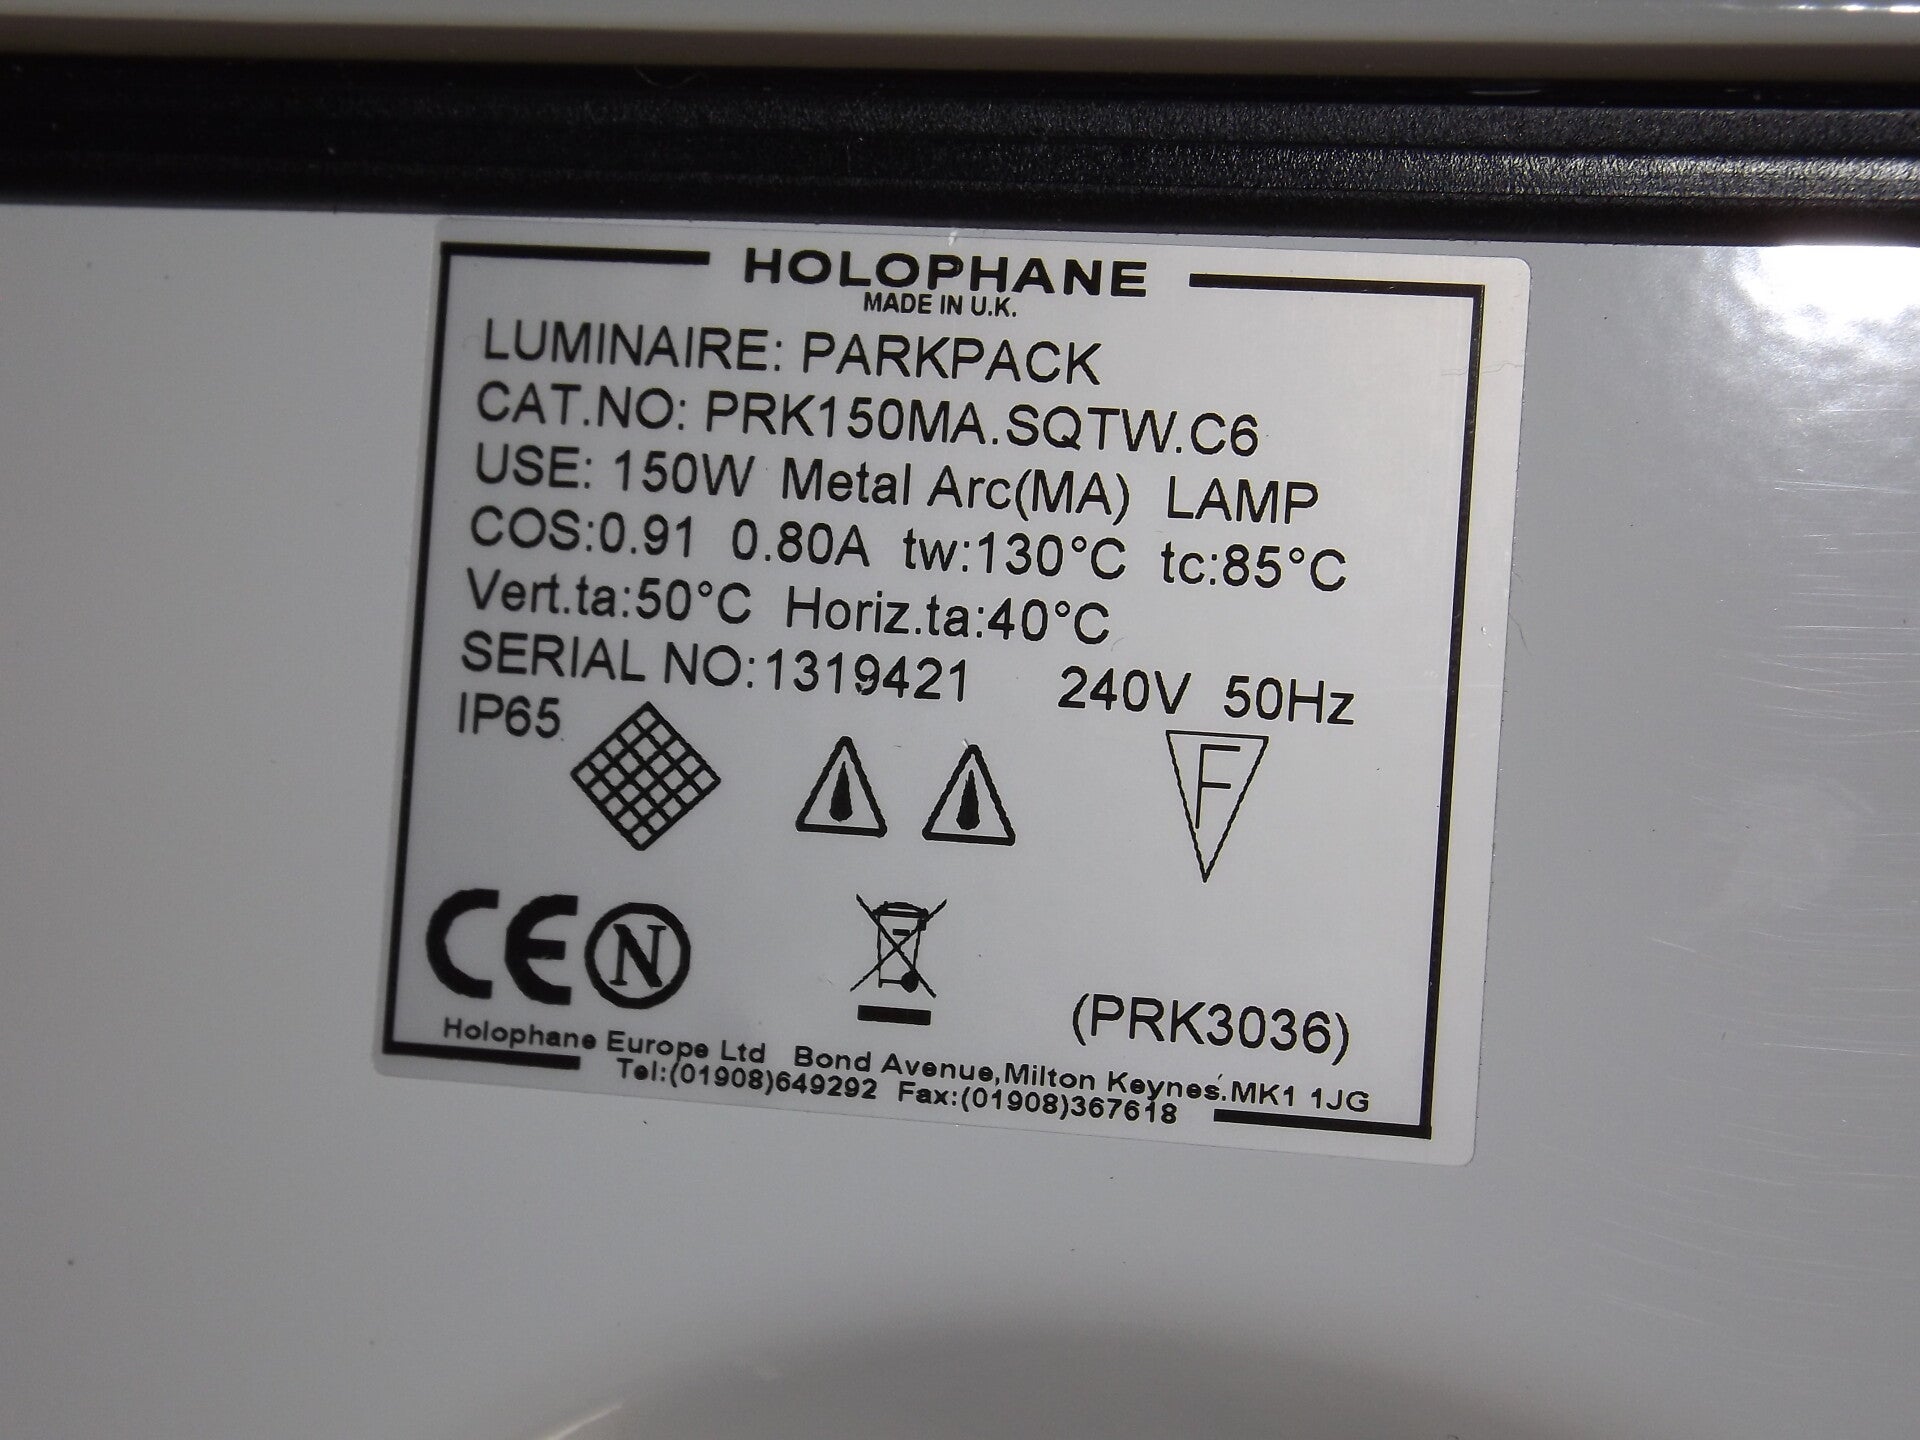 HOLOPHANE
MADE IN U.K.
LUMINAIRE: PARKPACK
CAT.NO: PRK150MA.SQTW.C6
USE: 150W Metal Arc(MA) LAMP
COS:0.91 0.80A tw:130°C tc:85°C
Vert.ta:50°C Horiz.ta:40°C
SERIAL NO:1319421 240V 50Hz
IP65
F
CE N
(PRK3036)
Holophane Europe Ltd Bond Avenue,Milton Keynes.MK1 1JG
Tel:(01908)649292 Fax:(01908)367618